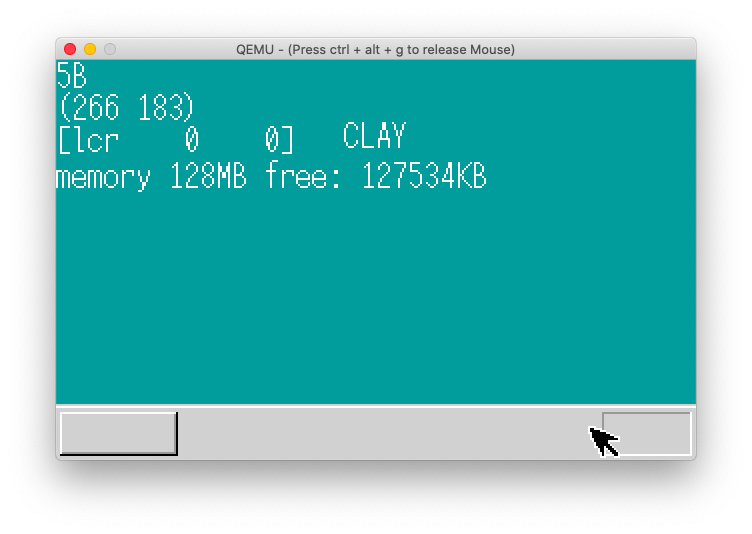 QEMU - (Press ctrl + alt + g to release Mouse)
5B
(266 183)
[lcr    0    0]   CLAY
memory 128MB free: 127534KB